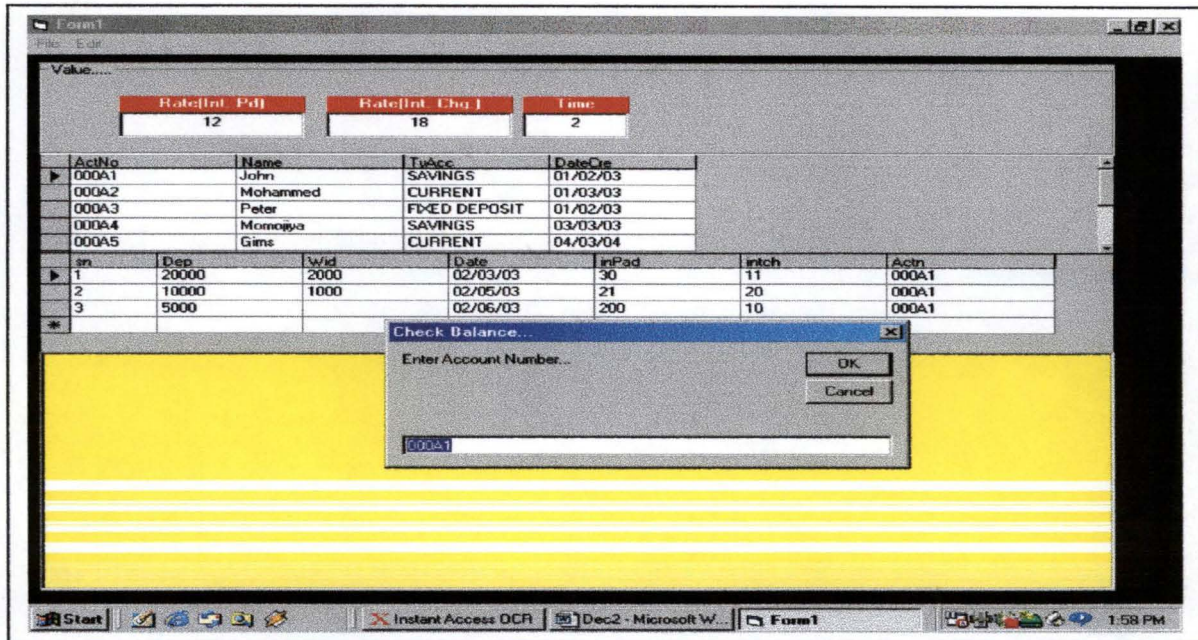 Form1
File Edit
Value.....
Rate(Int. Pd) Rate(Int. Chg.) Time
12 18 2
ActNo Name TyAcc DateCre
000A1 John SAVINGS 01/02/03
000A2 Mohammed CURRENT 01/03/03
000A3 Peter FIXED DEPOSIT 01/02/03
000A4 Momojiya SAVINGS 03/03/03
000A5 Gims CURRENT 04/03/04
sn Dep Wid Date inPad intch Actn
1 20000 2000 02/03/03 30 11 000A1
2 10000 1000 02/05/03 21 20 000A1
3 5000 02/06/03 200 10 000A1
Check Balance...
Enter Account Number...
OK
Cancel
000A1
Start Instant Access OCR Dec2 - Microsoft W... Form1 1:58 PM